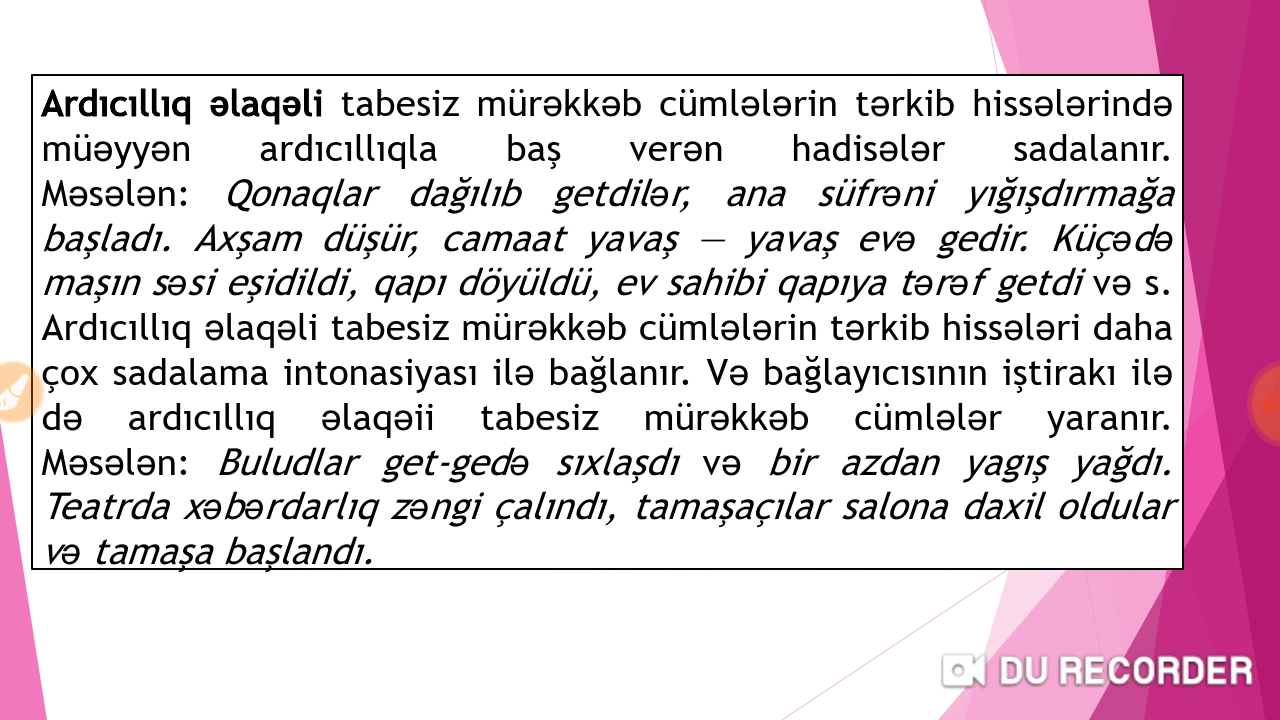 Ardıcıllıq əlaqəli tabesiz mürəkkəb cümlələrin tərkib hissələrində
müəyyən ardıcıllıqla baş verən hadisələr sadalanır.
Məsələn: Qonaqlar dağılıb getdilər, ana süfrəni yığışdırmağa
başladı. Axşam düşür, camaat yavaş — yavaş evə gedir. Küçədə
maşın səsi eşidildi, qapı döyüldü, ev sahibi qapıya tərəf getdi və s.
Ardıcıllıq əlaqəli tabesiz mürəkkəb cümlələrin tərkib hissələri daha
çox sadalama intonasiyası ilə bağlanır. Və bağlayıcısının iştirakı ilə
də ardıcıllıq əlaqəii tabesiz mürəkkəb cümlələr yaranır.
Məsələn: Buludlar get-gedə sıxlaşdı və bir azdan yagış yağdı.
Teatrda xəbərdarlıq zəngi çalındı, tamaşaçılar salona daxil oldular
və tamaşa başlandı.
DU RECORDER